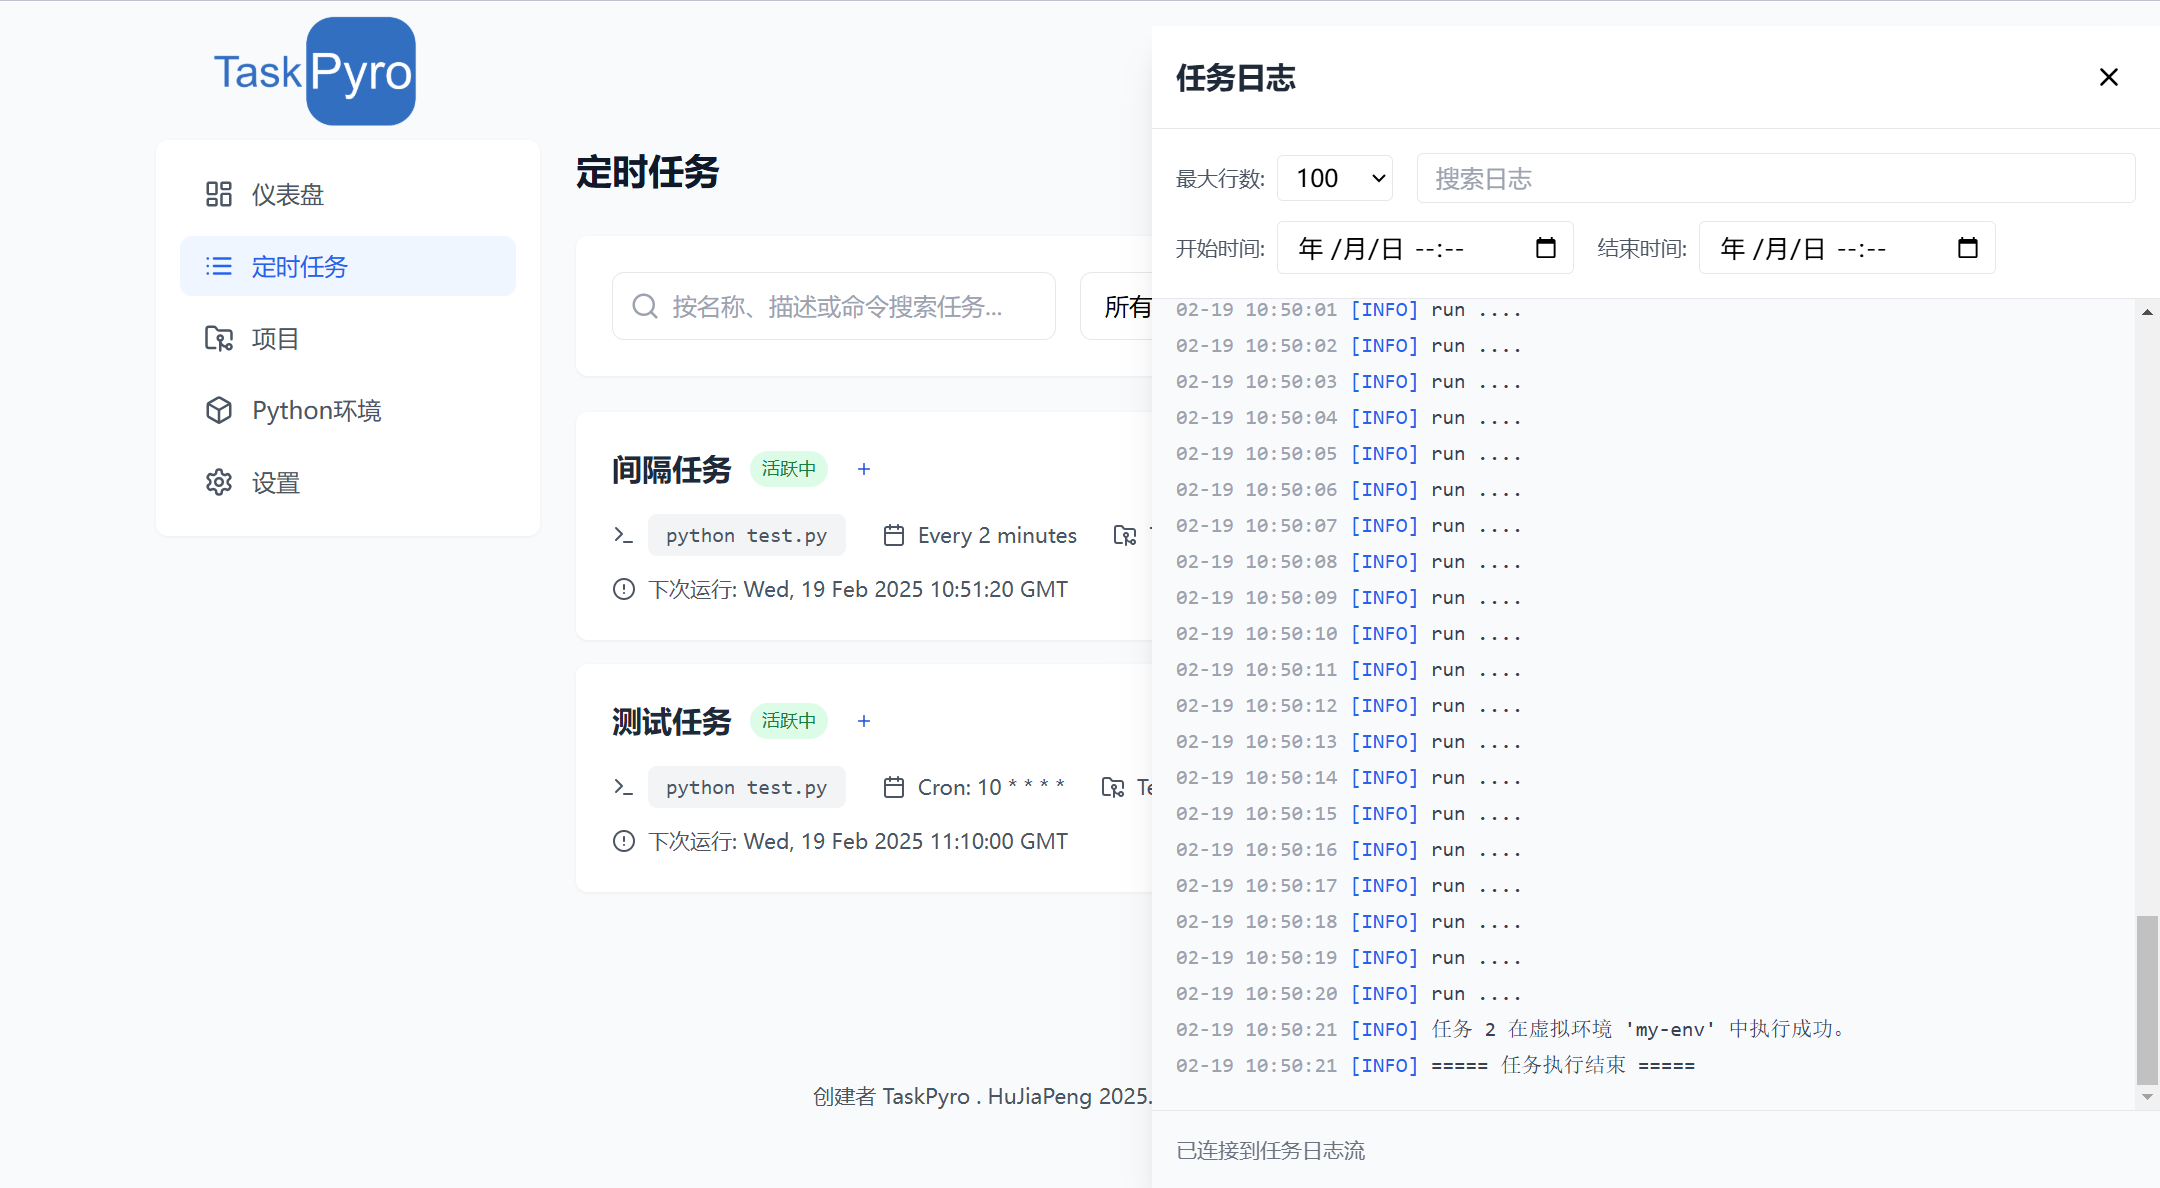 TaskPyro
仪表盘
定时任务
项目
Python环境
设置
定时任务
按名称、描述或命令搜索任务...
所有
间隔任务 活跃中 +
python test.py Every 2 minutes
下次运行: Wed, 19 Feb 2025 10:51:20 GMT
测试任务 活跃中 +
python test.py Cron: 10 * * * * Te
下次运行: Wed, 19 Feb 2025 11:10:00 GMT
创建者 TaskPyro . HuJiaPeng 2025.
任务日志
最大行数: 100 搜索日志
开始时间: 年 /月/日 --:-- 结束时间: 年 /月/日 --:--
02-19 10:50:01 [INFO] run ....
02-19 10:50:02 [INFO] run ....
02-19 10:50:03 [INFO] run ....
02-19 10:50:04 [INFO] run ....
02-19 10:50:05 [INFO] run ....
02-19 10:50:06 [INFO] run ....
02-19 10:50:07 [INFO] run ....
02-19 10:50:08 [INFO] run ....
02-19 10:50:09 [INFO] run ....
02-19 10:50:10 [INFO] run ....
02-19 10:50:11 [INFO] run ....
02-19 10:50:12 [INFO] run ....
02-19 10:50:13 [INFO] run ....
02-19 10:50:14 [INFO] run ....
02-19 10:50:15 [INFO] run ....
02-19 10:50:16 [INFO] run ....
02-19 10:50:17 [INFO] run ....
02-19 10:50:18 [INFO] run ....
02-19 10:50:19 [INFO] run ....
02-19 10:50:20 [INFO] run ....
02-19 10:50:21 [INFO] 任务 2 在虚拟环境 'my-env' 中执行成功。
02-19 10:50:21 [INFO] ===== 任务执行结束 =====
已连接到任务日志流